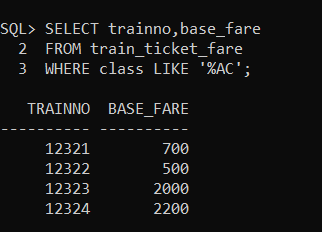 SQL> SELECT trainno,base_fare
  2  FROM train_ticket_fare
  3  WHERE class LIKE '%AC';
   TRAINNO  BASE_FARE
---------- ----------
     12321        700
     12322        500
     12323       2000
     12324       2200